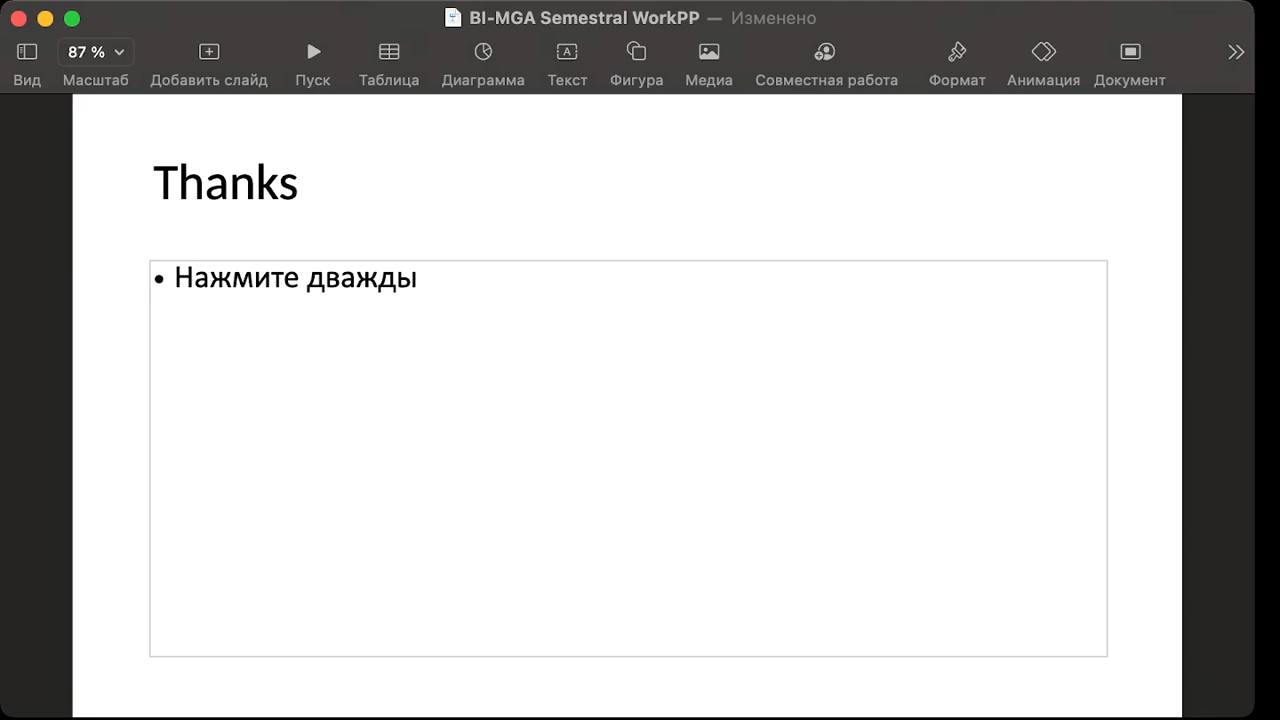 BI-MGA Semestral WorkPP — Изменено
87 %
Вид Масштаб Добавить слайд Пуск Таблица Диаграмма Текст Фигура Медиа Совместная работа Формат Анимация Документ
Thanks
• Нажмите дважды